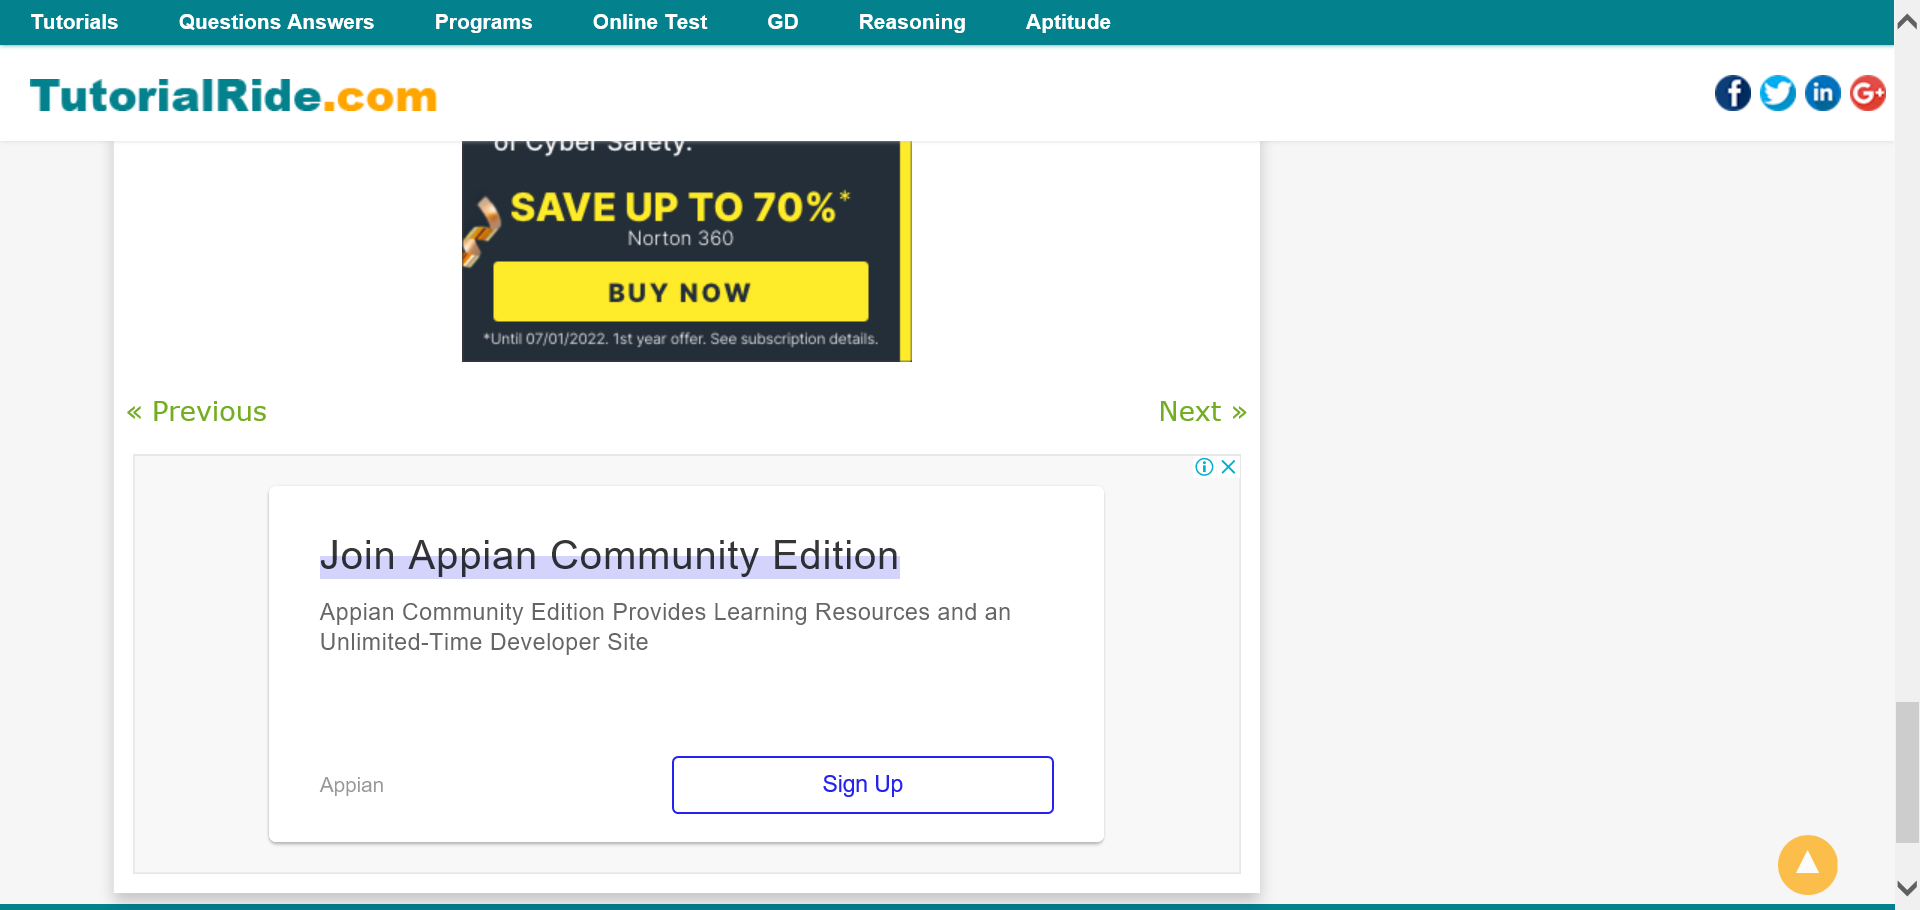 Tutorials Questions Answers Programs Online Test GD Reasoning Aptitude
TutorialRide.com
of Cyber Safety.
SAVE UP TO 70%*
Norton 360
BUY NOW
*Until 07/01/2022. 1st year offer. See subscription details.
« Previous Next »
Join Appian Community Edition
Appian Community Edition Provides Learning Resources and an
Unlimited-Time Developer Site
Appian Sign Up